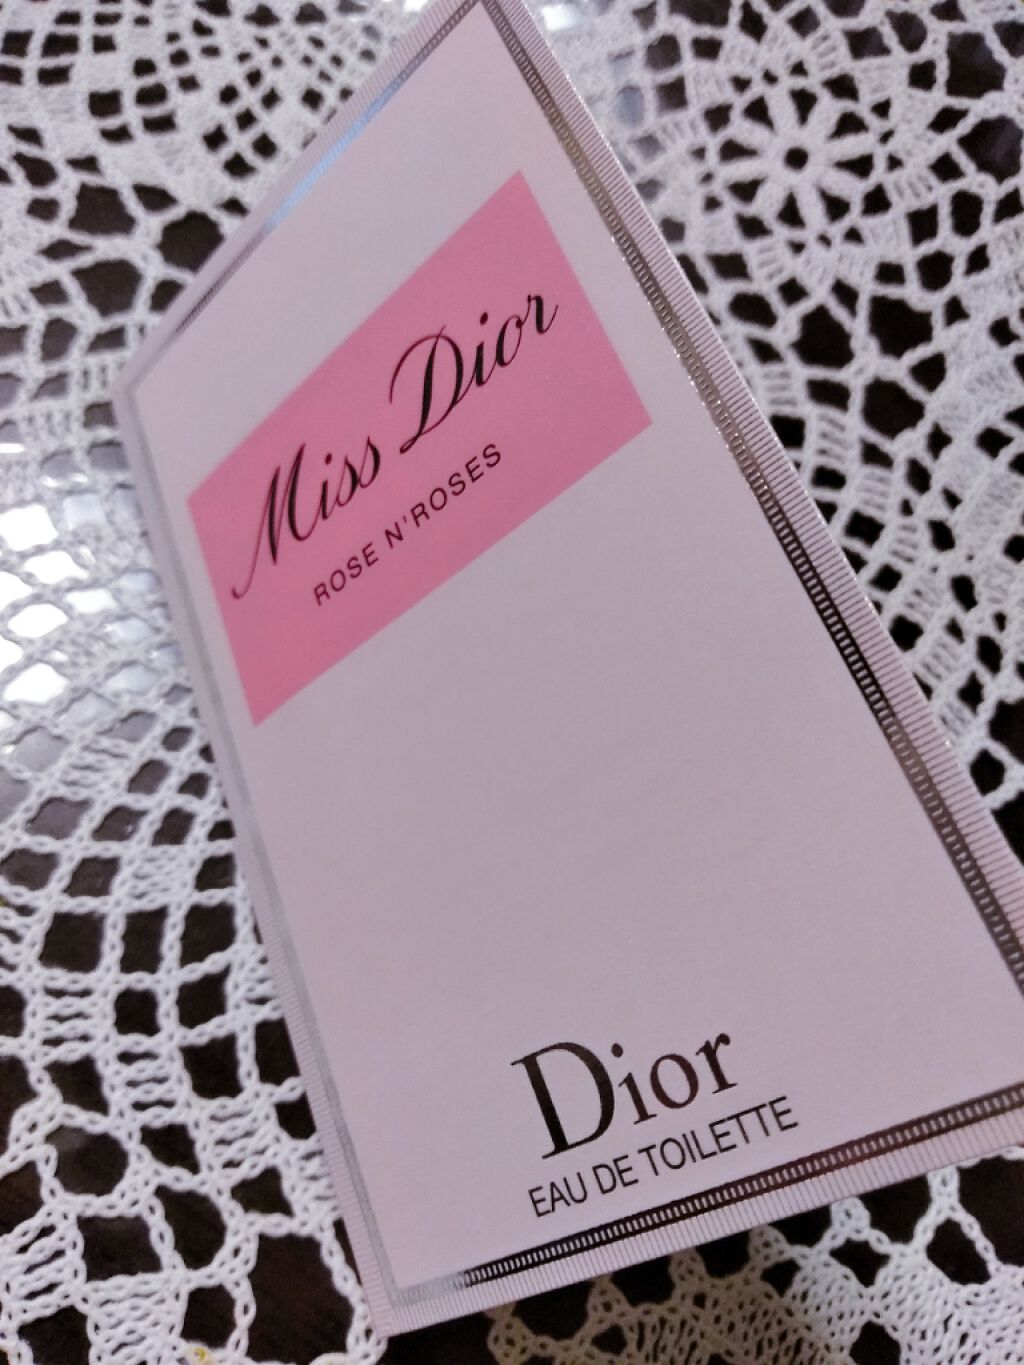 Miss Dior
ROSE N'ROSES
Dior
EAU DE TOILETTE